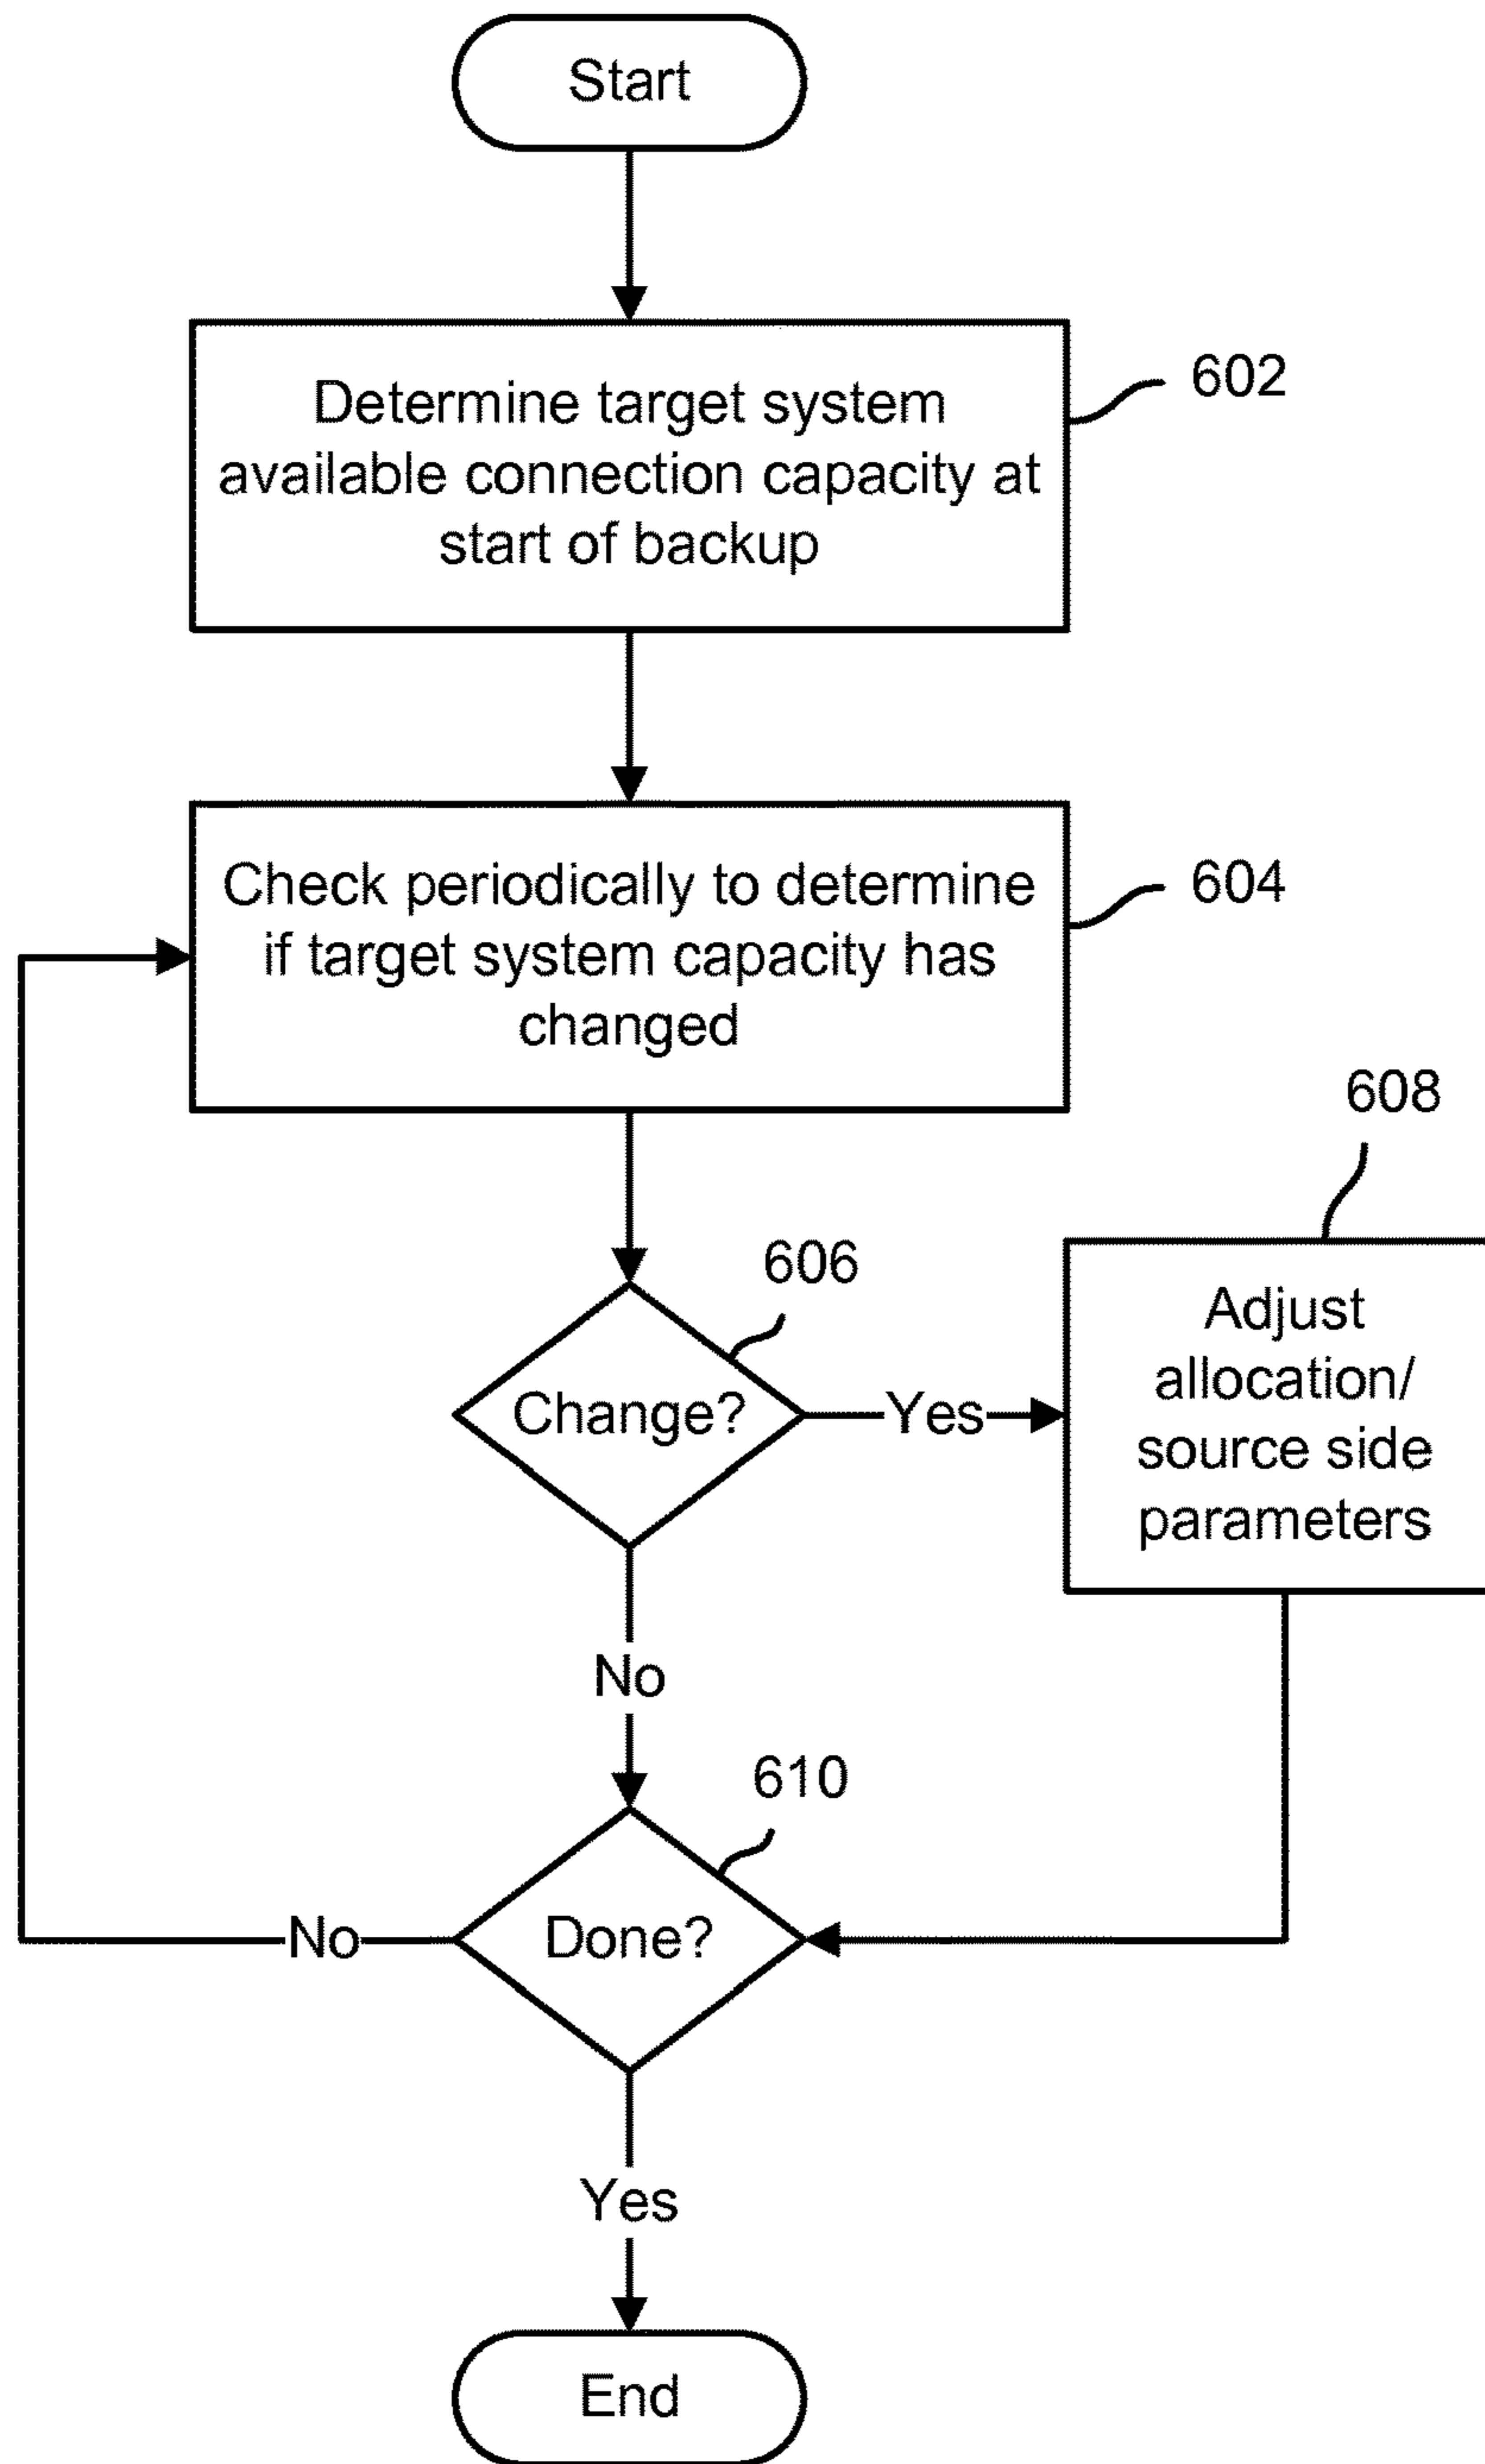 Start
Determine target system
available connection capacity at
start of backup
602
Check periodically to determine
if target system capacity has
changed
604
606
Change?
Yes
608
Adjust
allocation/
source side
parameters
No
610
Done?
No
Yes
End